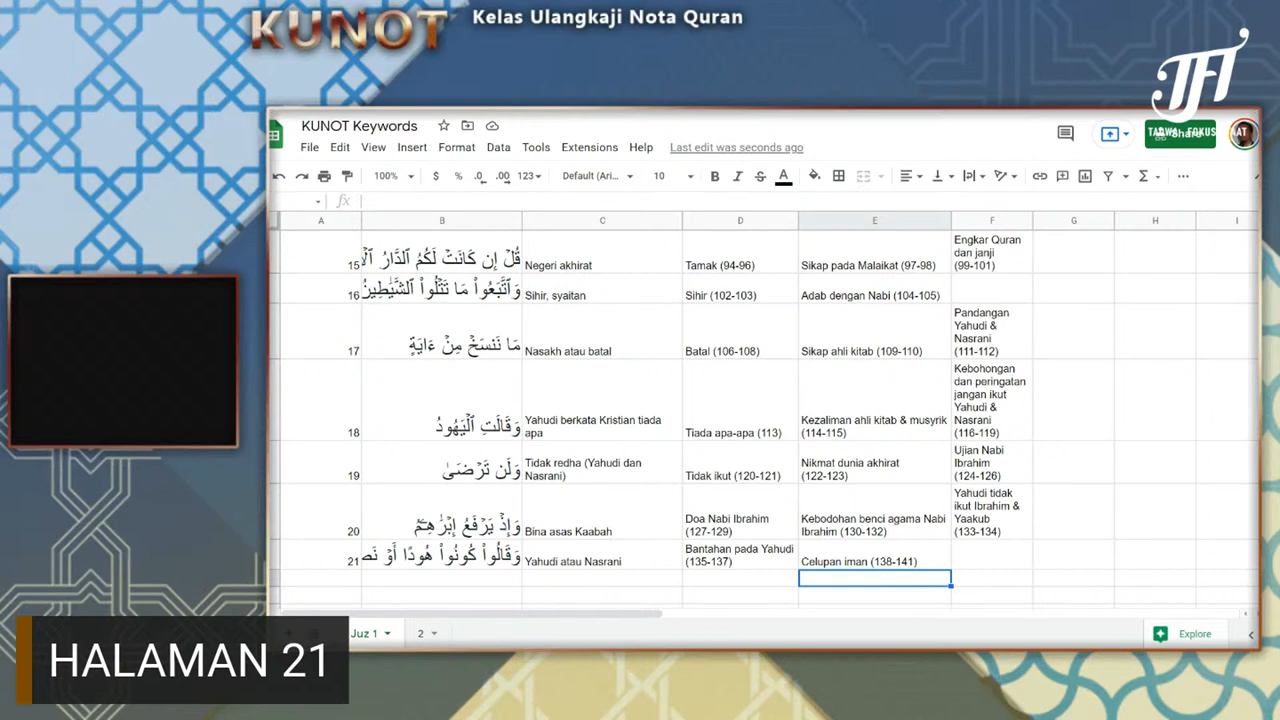 KUNOT
Kelas Ulangkaji Nota Quran
TFT
KUNOT Keywords
File Edit View Insert Format Data Tools Extensions Help Last edit was seconds ago
100% $ % .0 .00 123 Default (Ari... 10 B I S A
fx
A B C D E F G H I
15 قُلْ إِن كَانَتْ لَكُمُ ٱلدَّارُ Negeri akhirat Tamak (94-96) Sikap pada Malaikat (97-98) Engkar Quran
dan janji
(99-101)
16 وَٱتَّبَعُوا۟ مَا تَتْلُوا۟ ٱلشَّيَٰطِينُ Sihir, syaitan Sihir (102-103) Adab dengan Nabi (104-105)
17 مَا نَنسَخْ مِنْ ءَايَةٍ Nasakh atau batal Batal (106-108) Sikap ahli kitab (109-110) Pandangan
Yahudi &
Nasrani
(111-112)
18 وَقَالَتِ ٱلْيَهُودُ Yahudi berkata Kristian tiada
apa Tiada apa-apa (113) Kezaliman ahli kitab & musyrik
(114-115) Kebohongan
dan peringatan
jangan ikut
Yahudi &
Nasrani
(116-119)
19 وَلَن تَرْضَىٰ Tidak redha (Yahudi dan
Nasrani) Tidak ikut (120-121) Nikmat dunia akhirat
(122-123) Ujian Nabi
Ibrahim
(124-126)
20 وَإِذْ يَرْفَعُ إِبْرَٰهِـۧمُ Bina asas Kaabah Doa Nabi Ibrahim
(127-129) Kebodohan benci agama Nabi
Ibrahim (130-132) Yahudi tidak
ikut Ibrahim &
Yaakub
(133-134)
21 وَقَالُوا۟ كُونُوا۟ هُودًا أَوْ Yahudi atau Nasrani Bantahan pada Yahudi
(135-137) Celupan iman (138-141)
Juz 1 2 Explore
HALAMAN 21